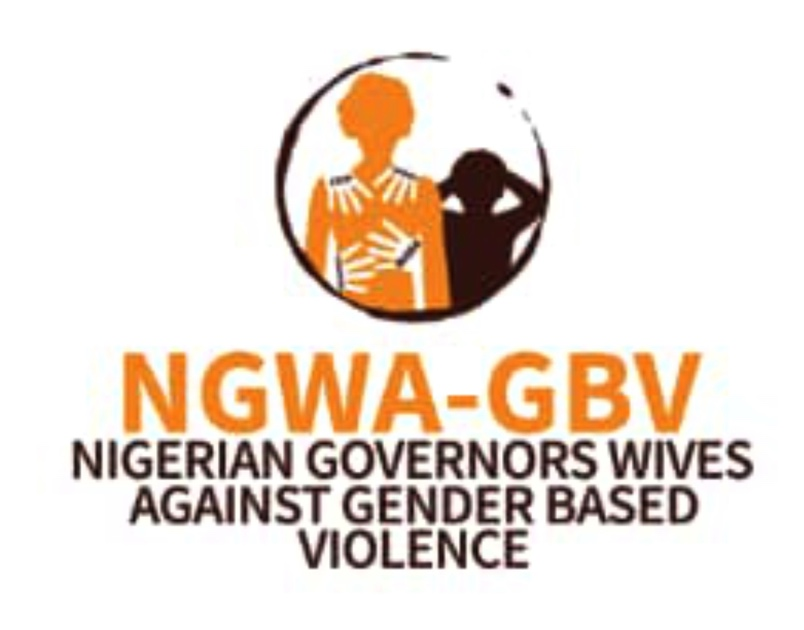 NGWA-GBV
NIGERIAN GOVERNORS WIVES
AGAINST GENDER BASED
VIOLENCE